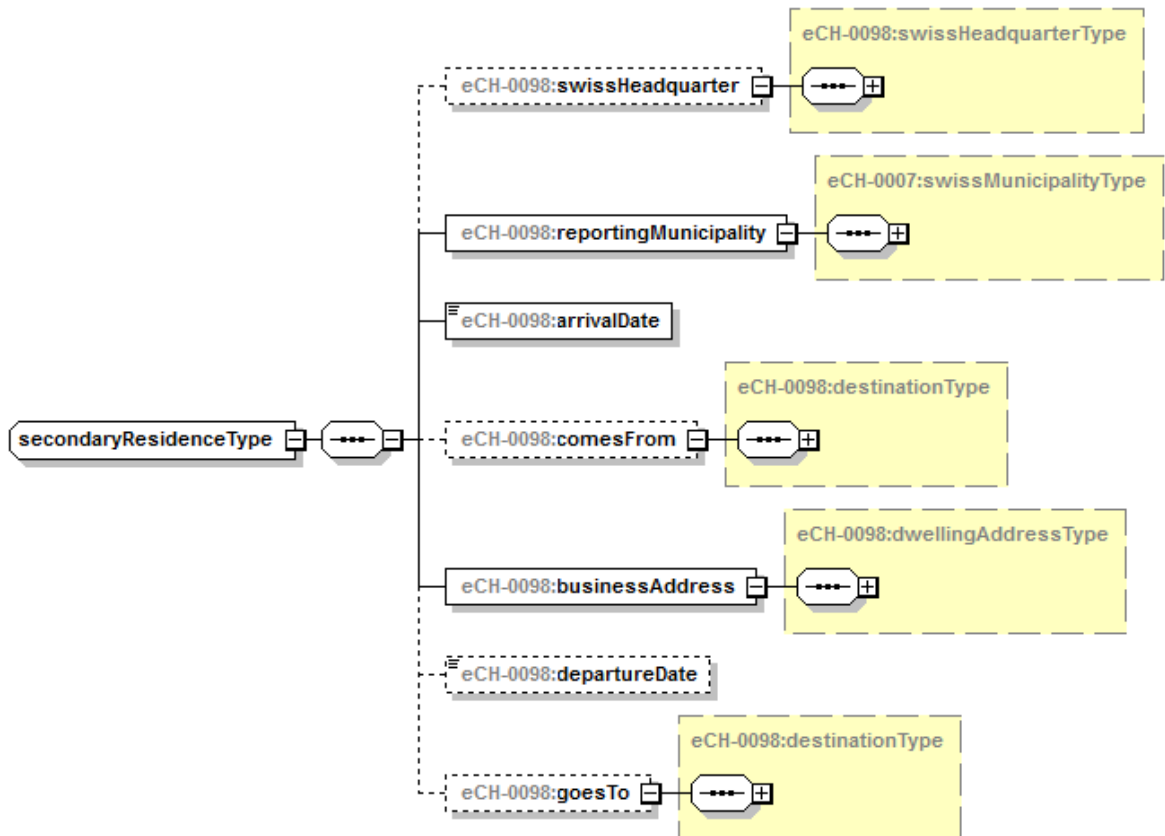 eCH-0098:swissHeadquarterType
eCH-0098:swissHeadquarter
eCH-0007:swissMunicipalityType
eCH-0098:reportingMunicipality
eCH-0098:arrivalDate
eCH-0098:destinationType
secondaryResidenceType
eCH-0098:comesFrom
eCH-0098:dwellingAddressType
eCH-0098:businessAddress
eCH-0098:departureDate
eCH-0098:destinationType
eCH-0098:goesTo